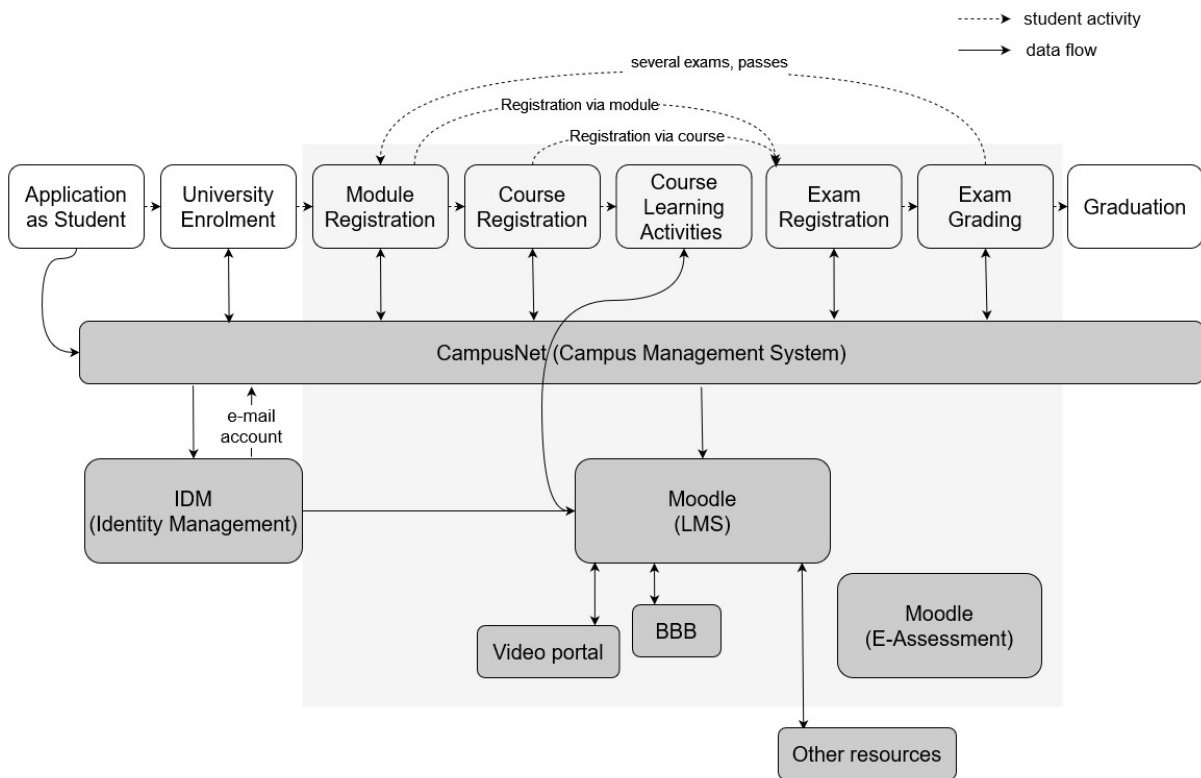 student activity
data flow
several exams, passes
Registration via module
Registration via course
Application
as Student
University
Enrolment
Module
Registration
Course
Registration
Course
Learning
Activities
Exam
Registration
Exam
Grading
Graduation
CampusNet (Campus Management System)
e-mail
account
IDM
(Identity Management)
Moodle
(LMS)
Moodle
(E-Assessment)
BBB
Video portal
Other resources